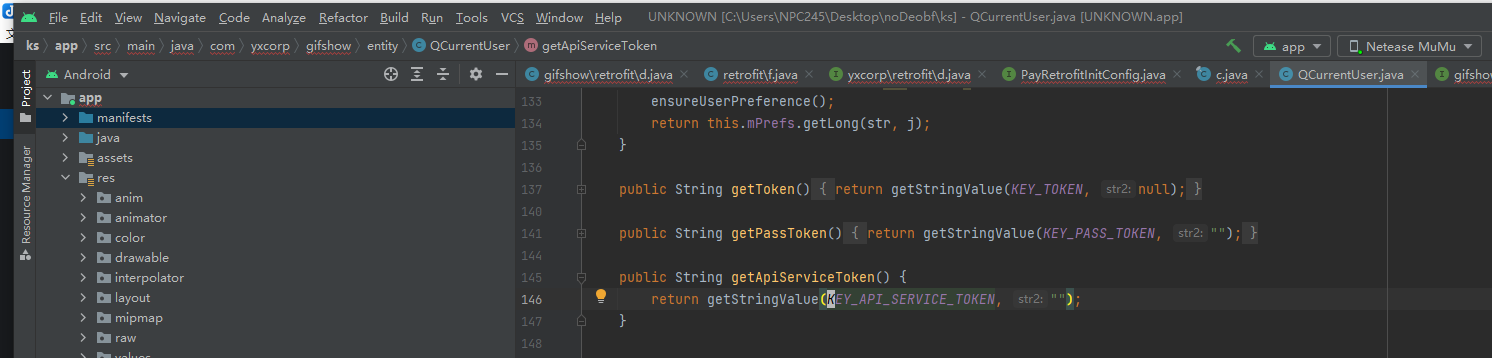 File Edit View Navigate Code Analyze Refactor Build Run Tools VCS Window Help UNKNOWN [C:\Users\NPC245\Desktop\noDeobf\ks] - QCurrentUser.java [UNKNOWN.app]
ks app src main java com yxcorp gifshow entity QCurrentUser getApiServiceToken app Netease MuMu
Project
Resource Manager
Android
gifshow\retrofit\d.java retrofit\f.java yxcorp\retrofit\d.java PayRetrofitInitConfig.java c.java QCurrentUser.java gifshow
app
manifests
java
assets
res
anim
animator
color
drawable
interpolator
layout
mipmap
raw
values
133 ensureUserPreference();
134 return this.mPrefs.getLong(str, j);
135 }
136
137 public String getToken() { return getStringValue(KEY_TOKEN, str2: null); }
140
141 public String getPassToken() { return getStringValue(KEY_PASS_TOKEN, str2: ""); }
144
145 public String getApiServiceToken() {
146 return getStringValue(KEY_API_SERVICE_TOKEN, str2: "");
147 }
148